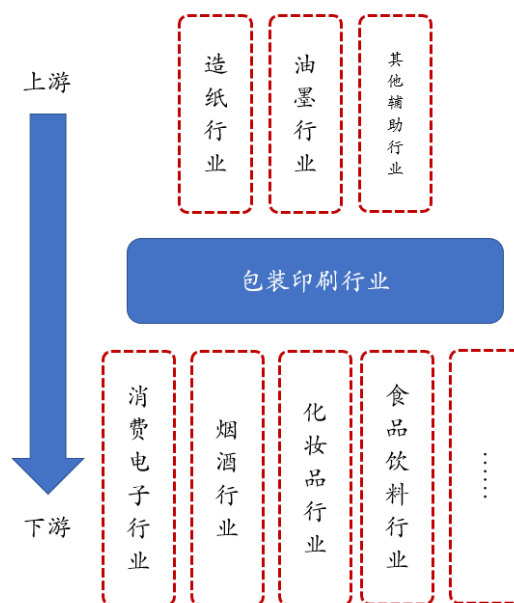 上游
造纸行业
油墨行业
其他辅助行业
包装印刷行业
消费电子行业
烟酒行业
化妆品行业
食品饮料行业
……
下游